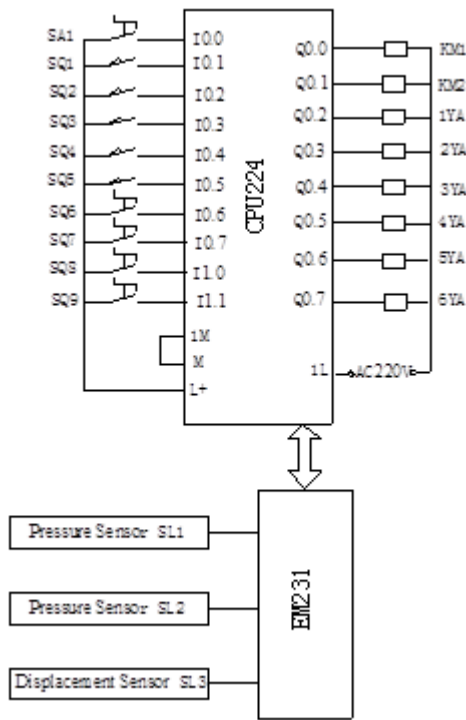 SA1 I0.0 Q0.0 KM1
SQ1 I0.1 Q0.1 KM2
SQ2 I0.2 Q0.2 1YA
SQ3 I0.3 Q0.3 2YA
SQ4 I0.4 Q0.4 3YA
SQ5 I0.5 Q0.5 4YA
SQ6 I0.6 Q0.6 5YA
SQ7 I0.7 Q0.7 6YA
SQ8 I1.0
SQ9 I1.1
CPU224
1M
M
L+
1L AC220V
Pressure Sensor SL1
Pressure Sensor SL2
Displacement Sensor SL3
EM231